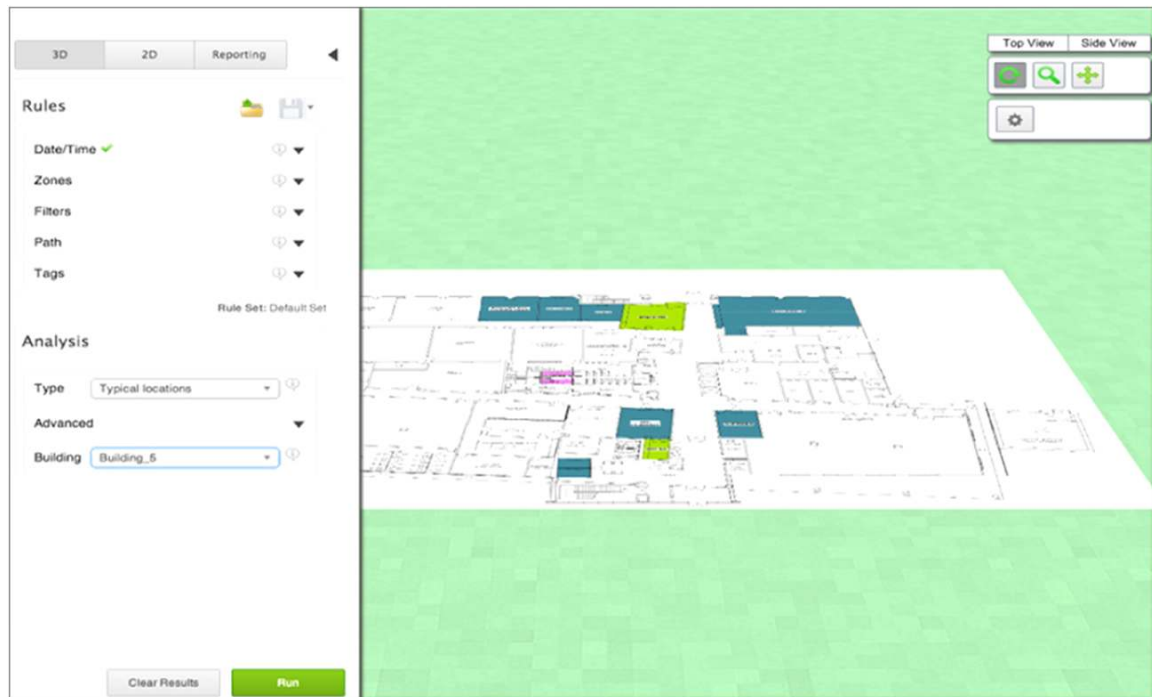 3D 2D Reporting
Top View Side View
Rules
Date/Time
Zones
Filters
Path
Tags
Rule Set: Default Set
Analysis
Type Typical locations
Advanced
Building Building_5
Clear Results Run